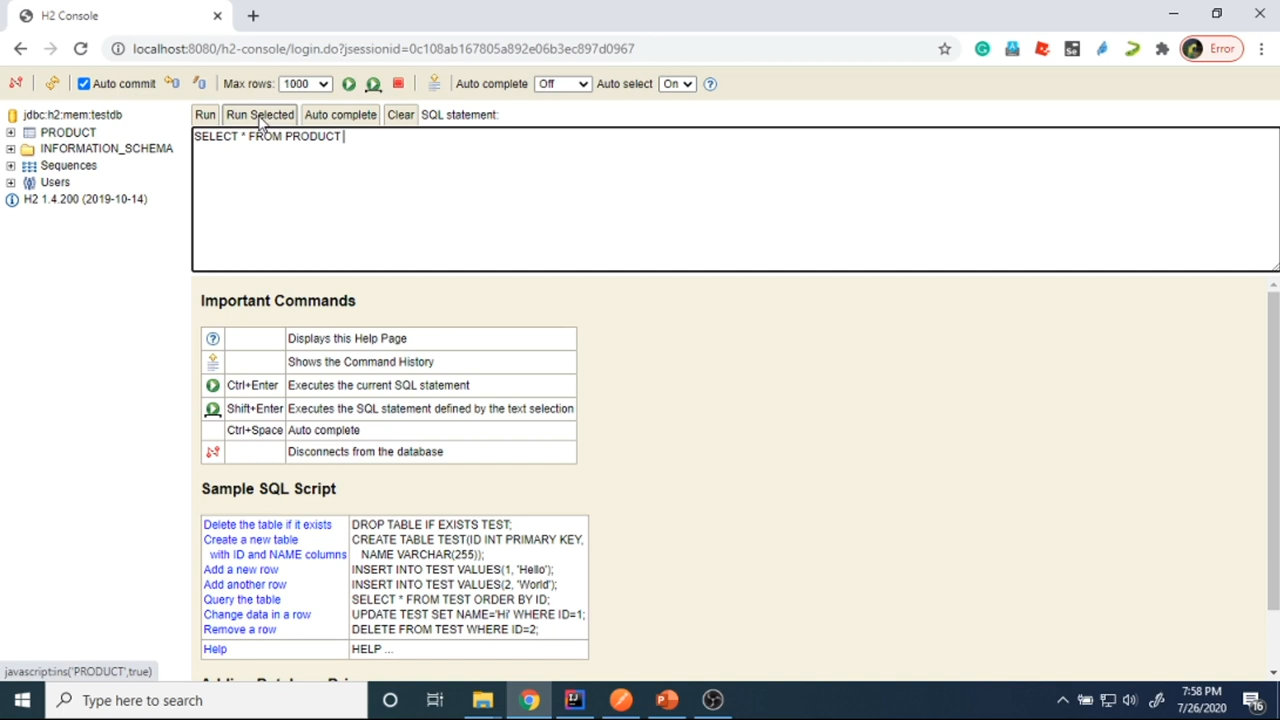 H2 Console
localhost:8080/h2-console/login.do?jsessionid=0c108ab167805a892e06b3ec897d0967
Error
Auto commit
Max rows: 1000
Auto complete Off
Auto select On
jdbc:h2:mem:testdb
PRODUCT
INFORMATION_SCHEMA
Sequences
Users
H2 1.4.200 (2019-10-14)
Run
Run Selected
Auto complete
Clear
SQL statement:
SELECT * FROM PRODUCT
Important Commands
Displays this Help Page
Shows the Command History
Ctrl+Enter Executes the current SQL statement
Shift+Enter Executes the SQL statement defined by the text selection
Ctrl+Space Auto complete
Disconnects from the database
Sample SQL Script
Delete the table if it exists DROP TABLE IF EXISTS TEST;
Create a new table CREATE TABLE TEST(ID INT PRIMARY KEY,
with ID and NAME columns NAME VARCHAR(255));
Add a new row INSERT INTO TEST VALUES(1, 'Hello');
Add another row INSERT INTO TEST VALUES(2, 'World');
Query the table SELECT * FROM TEST ORDER BY ID;
Change data in a row UPDATE TEST SET NAME='Hi' WHERE ID=1;
Remove a row DELETE FROM TEST WHERE ID=2;
Help HELP ...
javascript:ins('PRODUCT',true)
Type here to search
7:58 PM
7/26/2020
16